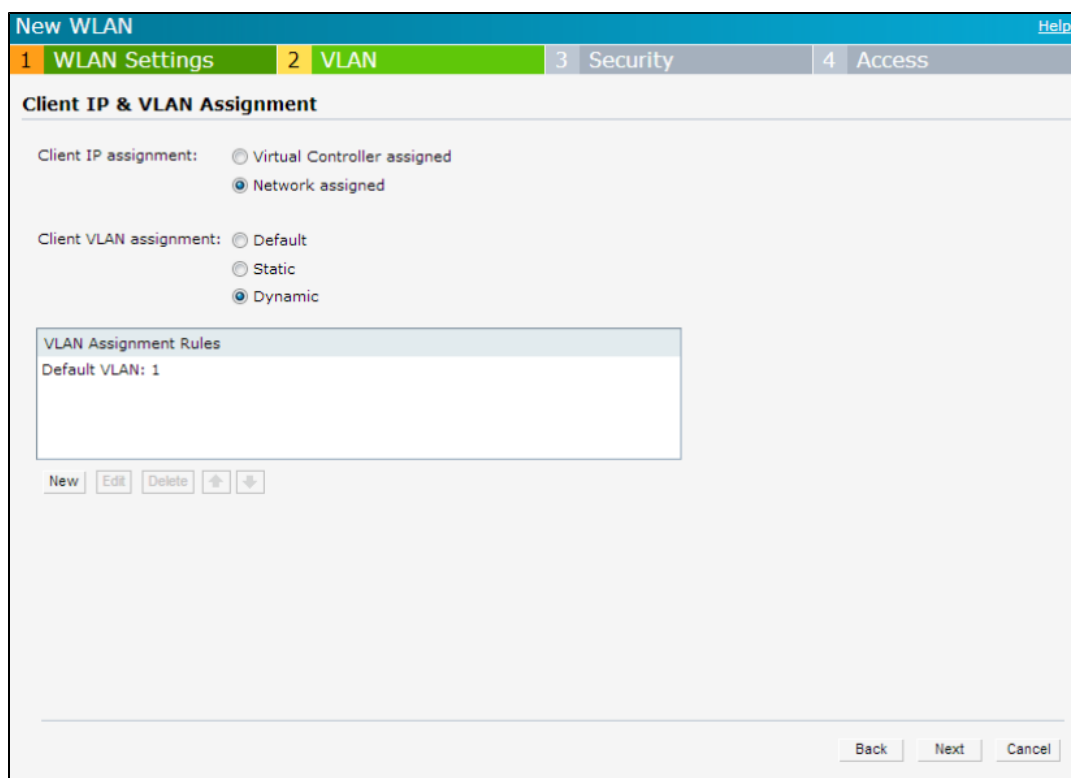 New WLAN
Help
1 WLAN Settings 2 VLAN 3 Security 4 Access
Client IP & VLAN Assignment
Client IP assignment: Virtual Controller assigned
Network assigned
Client VLAN assignment: Default
Static
Dynamic
VLAN Assignment Rules
Default VLAN: 1
New Edit Delete
Back Next Cancel